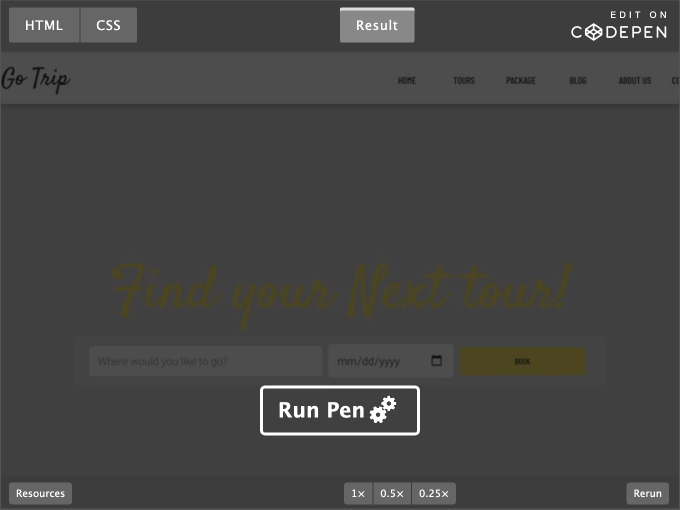 HTML CSS Result EDIT ON
CODEPEN
Go Trip HOME TOURS PACKAGE BLOG ABOUT US
Find your Next tour!
Where would you like to go? mm/dd/yyyy BOOK
Run Pen
Resources 1× 0.5× 0.25× Rerun